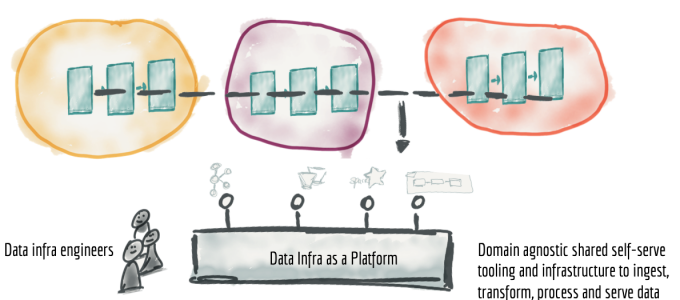 Data infra engineers
Data Infra as a Platform
Domain agnostic shared self-serve
tooling and infrastructure to ingest,
transform, process and serve data